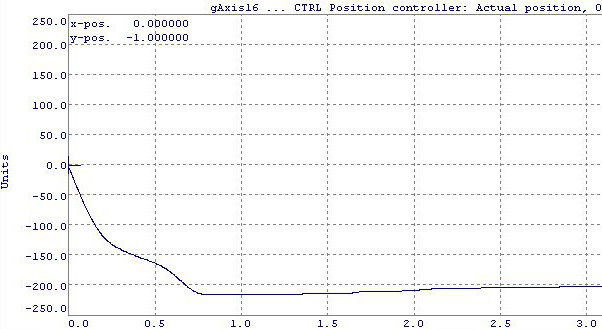 gAxis16 ... CTRL Position controller: Actual position, 0
x-pos. 0.000000
y-pos. -1.000000
250.0
200.0
150.0
100.0
50.0
0.0
-50.0
-100.0
-150.0
-200.0
-250.0
Units
0.0 0.5 1.0 1.5 2.0 2.5 3.0